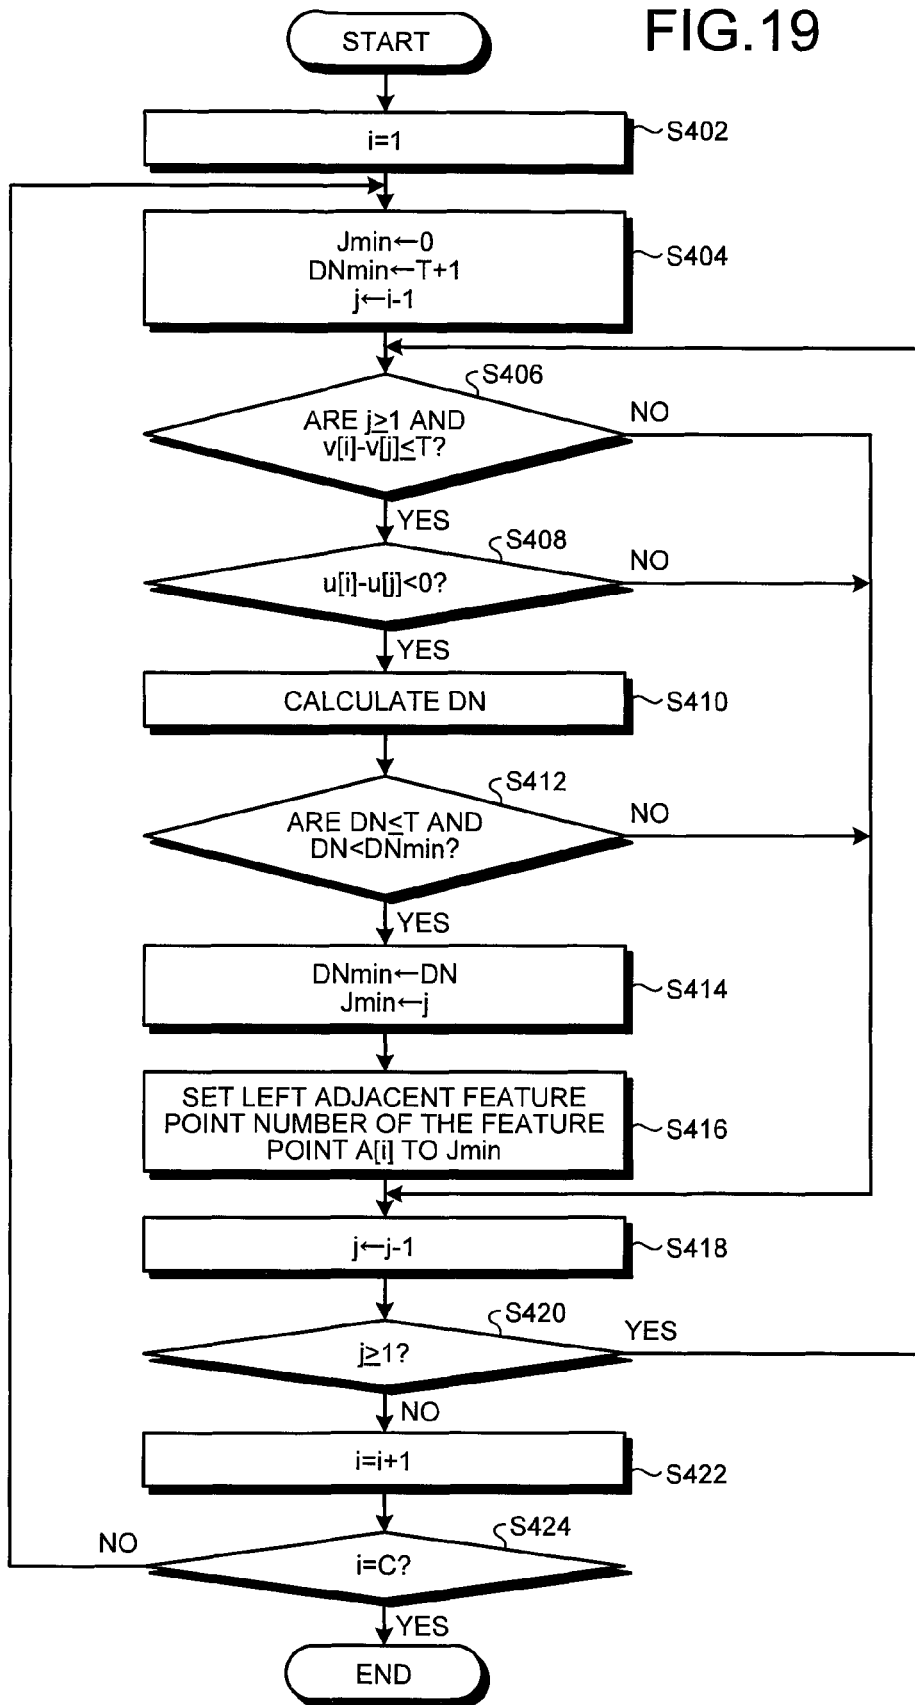 FIG.19
START
i=1
S402
Jmin←0
DNmin←T+1
j←i-1
S404
S406
ARE j≥1 AND
v[i]-v[j]≤T?
NO
YES
S408
u[i]-u[j]<0?
NO
YES
CALCULATE DN
S410
S412
ARE DN≤T AND
DN<DNmin?
NO
YES
DNmin←DN
Jmin←j
S414
SET LEFT ADJACENT FEATURE
POINT NUMBER OF THE FEATURE
POINT A[i] TO Jmin
S416
j←j-1
S418
S420
j≥1?
YES
NO
i=i+1
S422
S424
i=C?
NO
YES
END